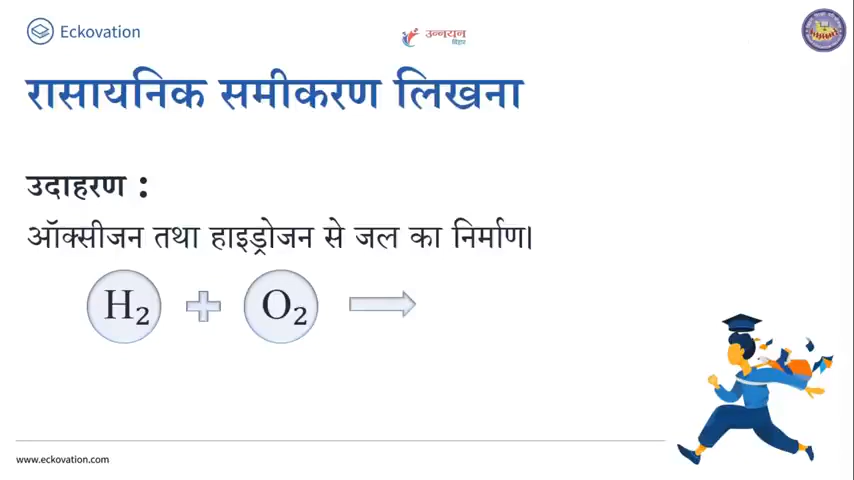 Eckovation
उन्नयन
बिहार
रासायनिक समीकरण लिखना
उदाहरण :
ऑक्सीजन तथा हाइड्रोजन से जल का निर्माण।
H₂ + O₂ →
www.eckovation.com